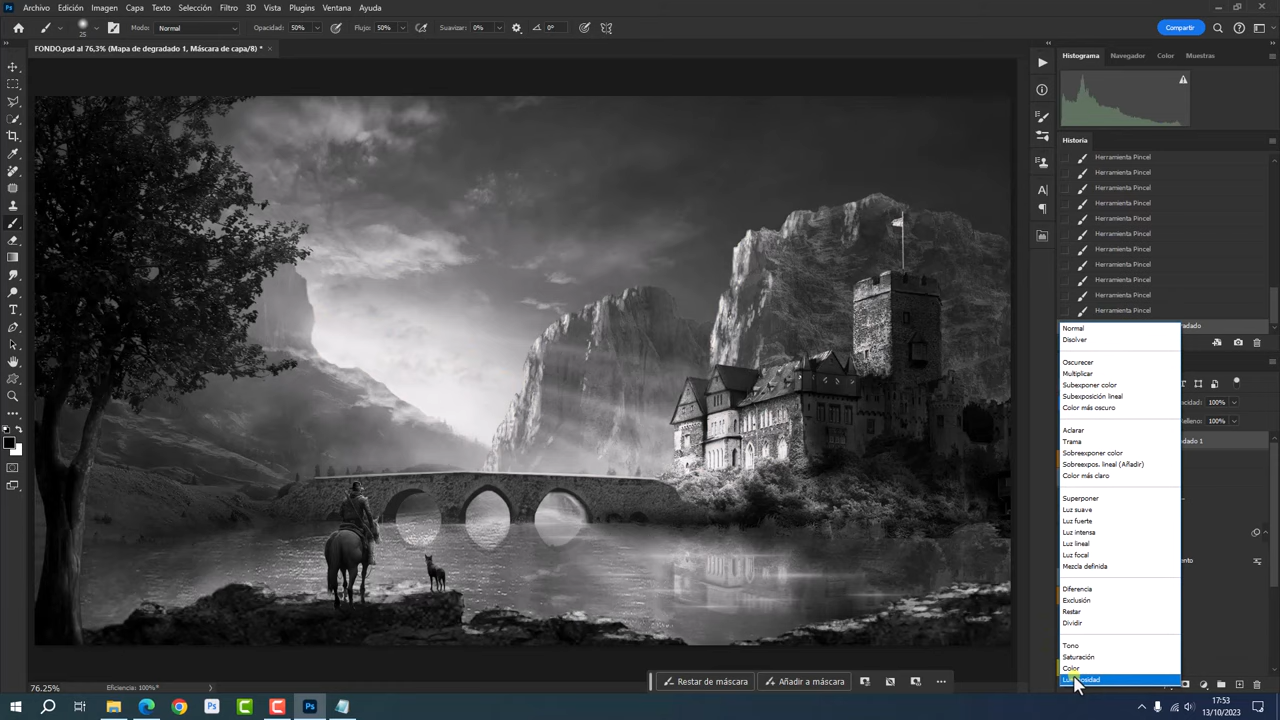 Ps Archivo Edición Imagen Capa Texto Selección Filtro 3D Vista Plugins Ventana Ayuda
25 Modo: Normal Opacidad: 50% Flujo: 50% Suavizar: 0% 0° Compartir
FONDO.psd al 76,3% (Mapa de degradado 1, Máscara de capa/8) *
Histograma Navegador Color Muestras
Historia
Herramienta Pincel
Herramienta Pincel
Herramienta Pincel
Herramienta Pincel
Herramienta Pincel
Herramienta Pincel
Herramienta Pincel
Herramienta Pincel
Herramienta Pincel
Herramienta Pincel
Herramienta Pincel
Normal
Disolver
Oscurecer
Multiplicar
Subexponer color
Subexposición lineal
Color más oscuro
100%
100%
Aclarar
Trama
Sobreexponer color
Sobreexpos. lineal (Añadir)
Color más claro
Superponer
Luz suave
Luz fuerte
Luz intensa
Luz lineal
Luz focal
Mezcla definida
Diferencia
Exclusión
Restar
Dividir
Tono
Saturación
Color
Restar de máscara Añadir a máscara
76.25% Eficiencia: 100%*
17:53
13/10/2023